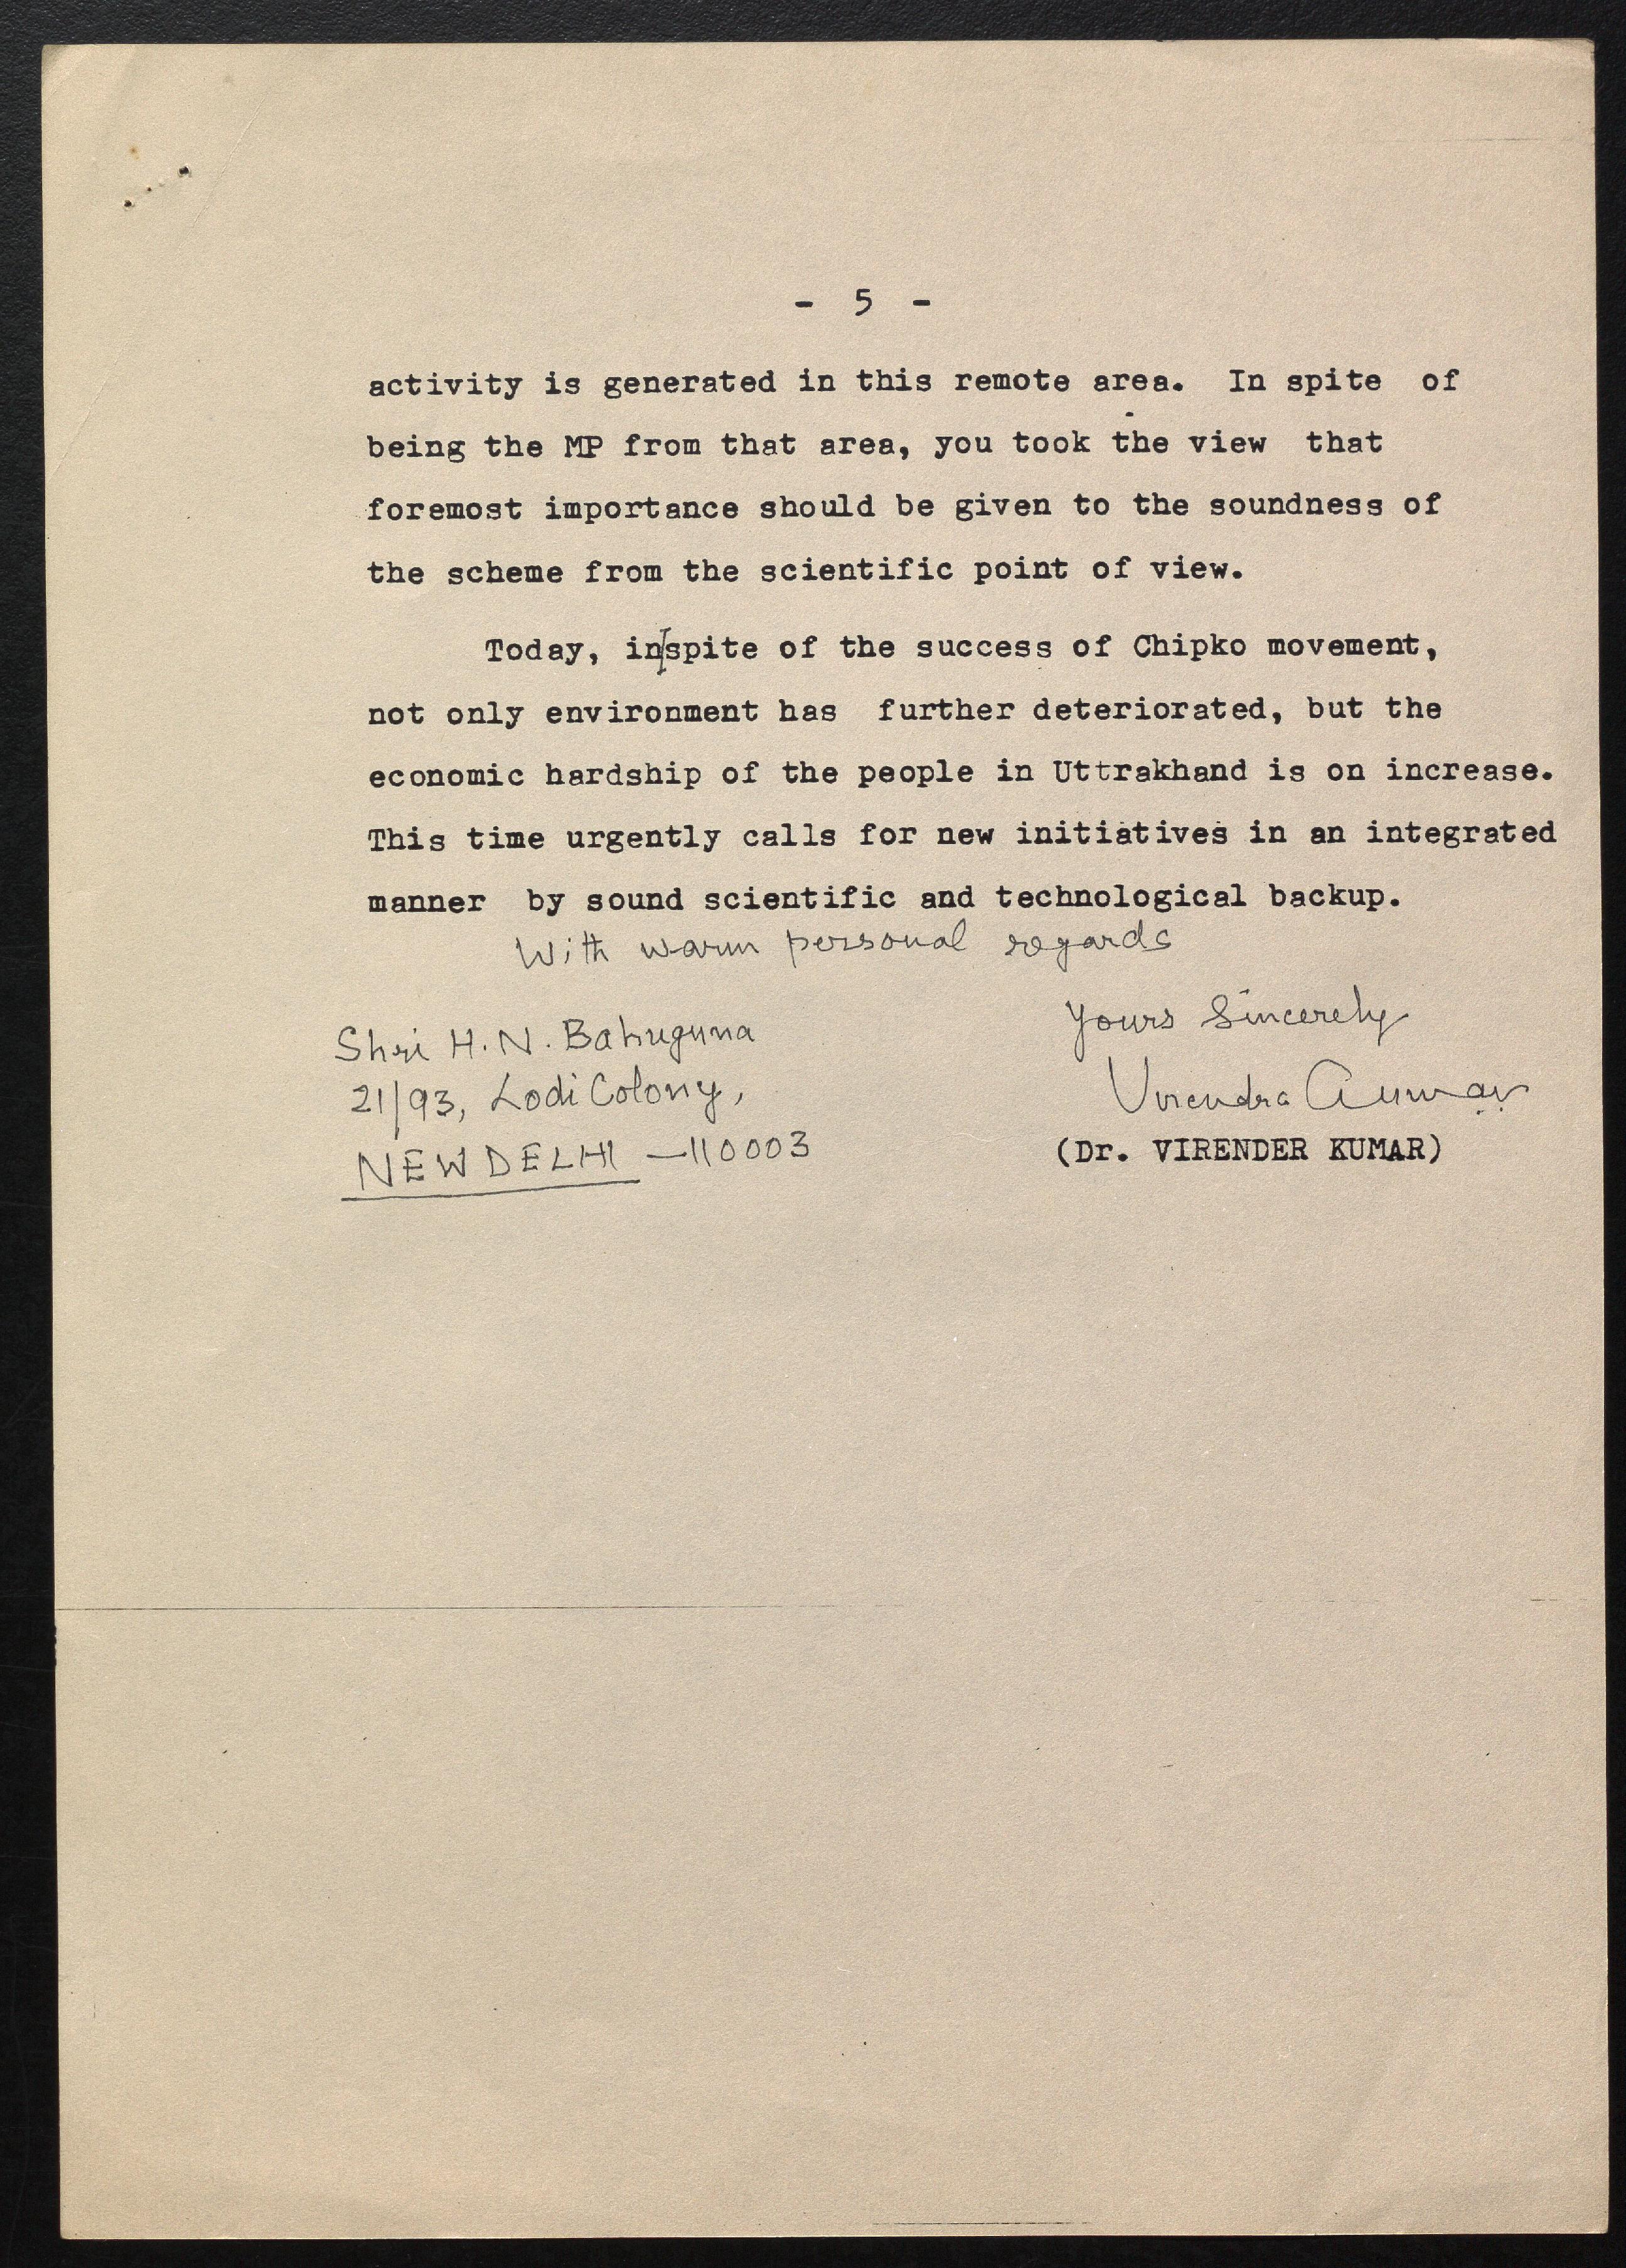 - 5 -
activity is generated in this remote area. In spite of
being the MP from that area, you took the view that
foremost importance should be given to the soundness of
the scheme from the scientific point of view.
Today, in spite of the success of Chipko movement,
not only environment has further deteriorated, but the
economic hardship of the people in Uttrakhand is on increase.
This time urgently calls for new initiatives in an integrated
manner by sound scientific and technological backup.
With warm personal regards
Yours Sincerely
Shri H.N. Bahuguna
21/93, Lodi Colony,
Virendra Kumar
NEW DELHI -110003
(Dr. VIRENDER KUMAR)